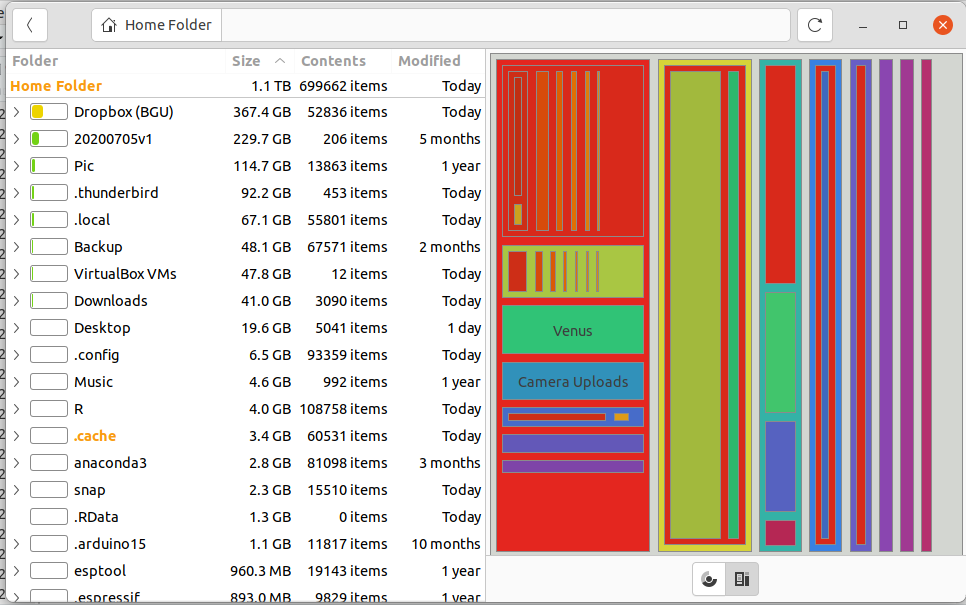 Home Folder
Folder Size Contents Modified
Home Folder 1.1 TB 699662 items Today
Dropbox (BGU) 367.4 GB 52836 items Today
20200705v1 229.7 GB 206 items 5 months
Pic 114.7 GB 13863 items 1 year
.thunderbird 92.2 GB 453 items Today
.local 67.1 GB 55801 items Today
Backup 48.1 GB 67571 items 2 months
VirtualBox VMs 47.8 GB 12 items Today
Downloads 41.0 GB 3090 items Today
Desktop 19.6 GB 5041 items 1 day
.config 6.5 GB 93359 items Today
Music 4.6 GB 992 items 1 year
R 4.0 GB 108758 items Today
.cache 3.4 GB 60531 items Today
anaconda3 2.8 GB 81098 items 3 months
snap 2.3 GB 15510 items Today
.RData 1.3 GB 0 items Today
.arduino15 1.1 GB 11817 items 10 months
esptool 960.3 MB 19143 items 1 year
.espressif 893.0 MB 9829 items 1 year
Venus
Camera Uploads